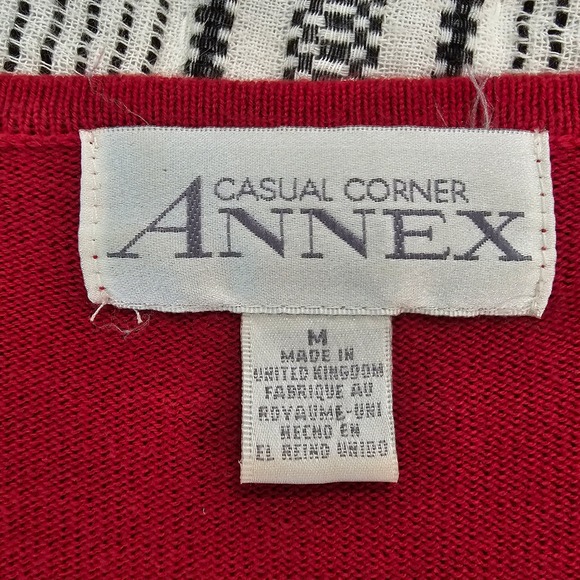 CASUAL CORNER
ANNEX
M
MADE IN
UNITED KINGDOM
FABRIQUE AU
ROYAUME-UNI
HECHO EN
EL REINO UNIDO